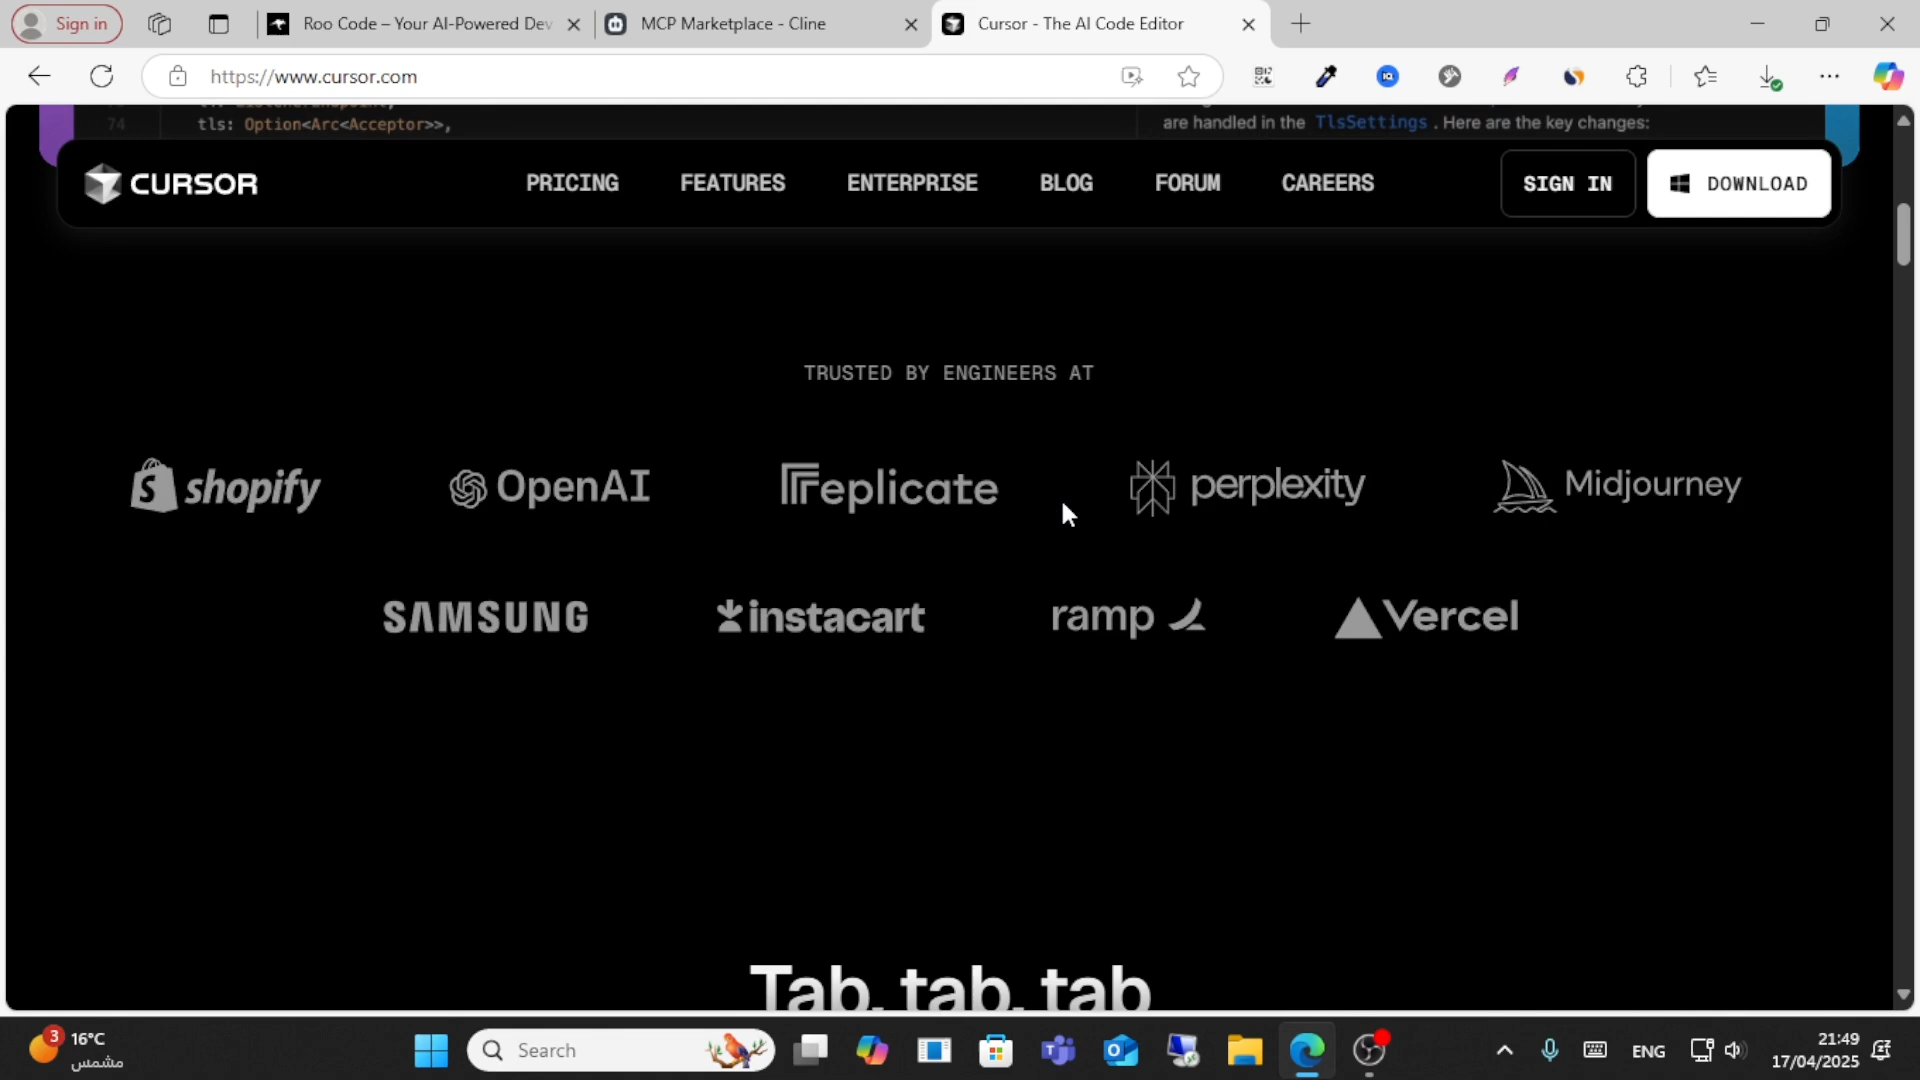 Sign in
Roo Code – Your AI-Powered Dev
MCP Marketplace - Cline
Cursor - The AI Code Editor
https://www.cursor.com
74
tls: Option<Arc<Acceptor>>,
are handled in the TlsSettings . Here are the key changes:
CURSOR
PRICING
FEATURES
ENTERPRISE
BLOG
FORUM
CAREERS
SIGN IN
DOWNLOAD
TRUSTED BY ENGINEERS AT
shopify
OpenAI
replicate
perplexity
Midjourney
SAMSUNG
instacart
ramp
Vercel
Tab, tab, tab
3
16°C
مشمس
Search
ENG
21:49
17/04/2025